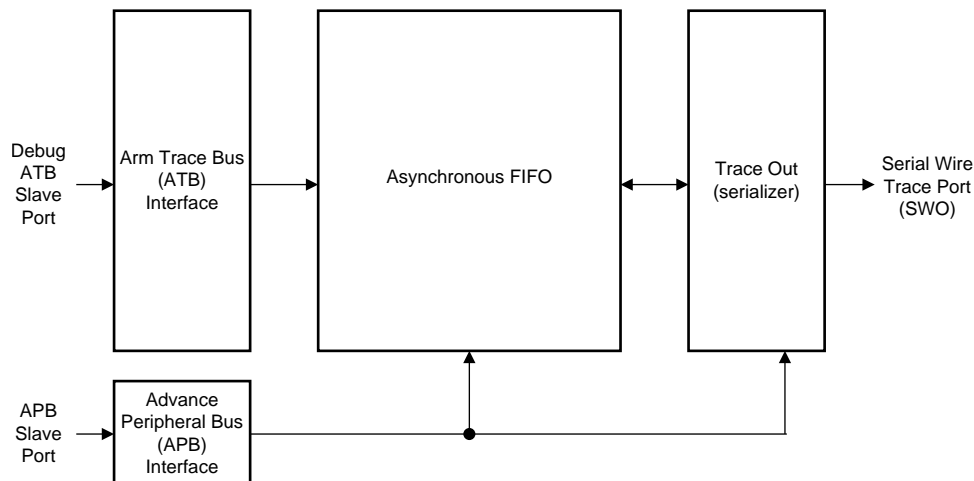 Debug
ATB
Slave
Port
Arm Trace Bus
(ATB)
Interface
Asynchronous FIFO
Trace Out
(serializer)
Serial Wire
Trace Port
(SWO)
APB
Slave
Port
Advance
Peripheral Bus
(APB)
Interface